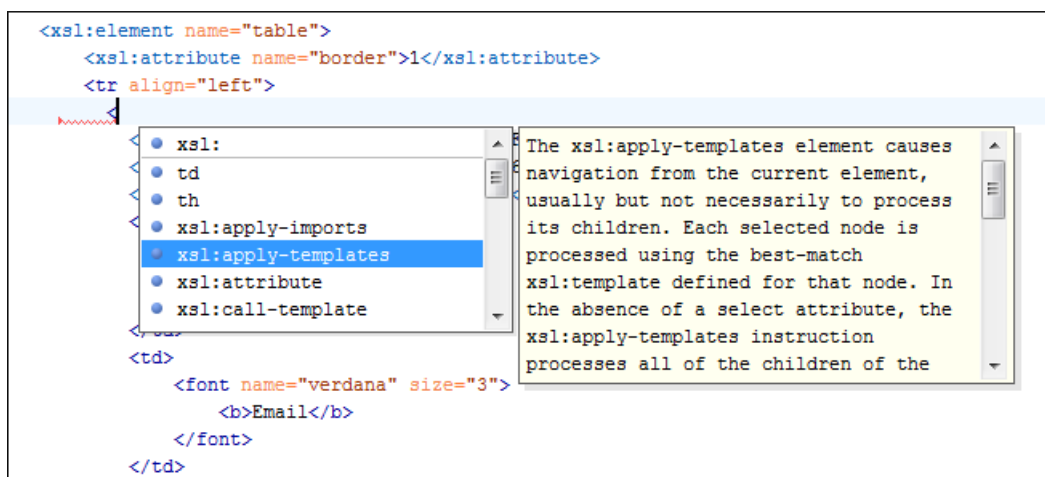 <xsl:element name="table">
<xsl:attribute name="border">1</xsl:attribute>
<tr align="left">
<
<
<
<
<
xsl:
td
th
xsl:apply-imports
xsl:apply-templates
xsl:attribute
xsl:call-template
The xsl:apply-templates element causes
navigation from the current element,
usually but not necessarily to process
its children. Each selected node is
processed using the best-match
xsl:template defined for that node. In
the absence of a select attribute, the
xsl:apply-templates instruction
processes all of the children of the
</td>
<td>
<font name="verdana" size="3">
<b>Email</b>
</font>
</td>